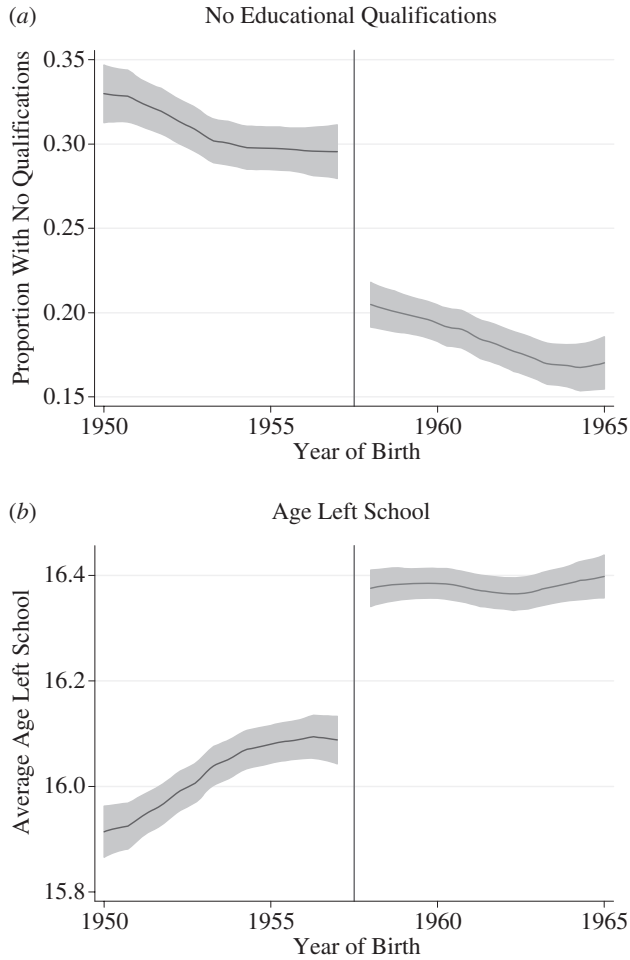 (a) No Educational Qualifications
Proportion With No Qualifications
0.35
0.30
0.25
0.20
0.15
1950 1955 1960 1965
Year of Birth
(b) Age Left School
Average Age Left School
16.4
16.2
16.0
15.8
1950 1955 1960 1965
Year of Birth